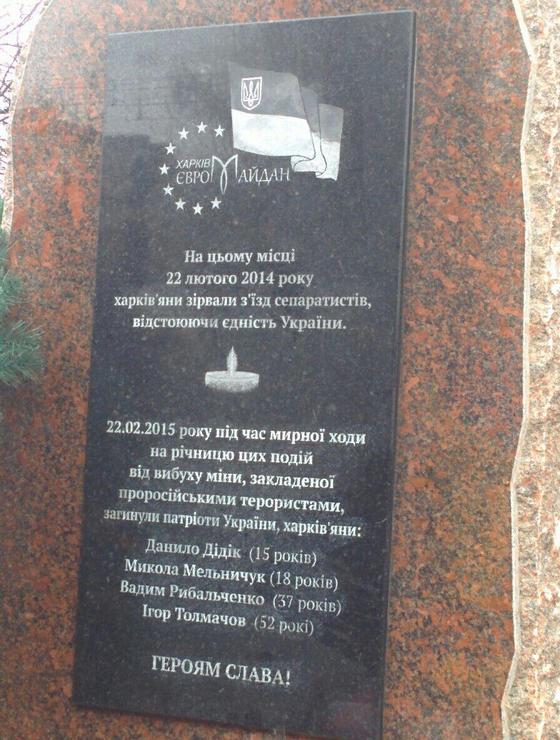 ХАРКІВ
ЄВРОМАЙДАН
На цьому місці
22 лютого 2014 року
харків'яни зірвали з'їзд сепаратистів,
відстоюючи єдність України.
22.02.2015 року під час мирної ходи
на річницю цих подій
від вибуху міни, закладеної
проросійськими терористами,
загинули патріоти України, харків'яни:
Данило Дідік (15 років)
Микола Мельничук (18 років)
Вадим Рибальченко (37 років)
Ігор Толмачов (52 рокі)
ГЕРОЯМ СЛАВА!